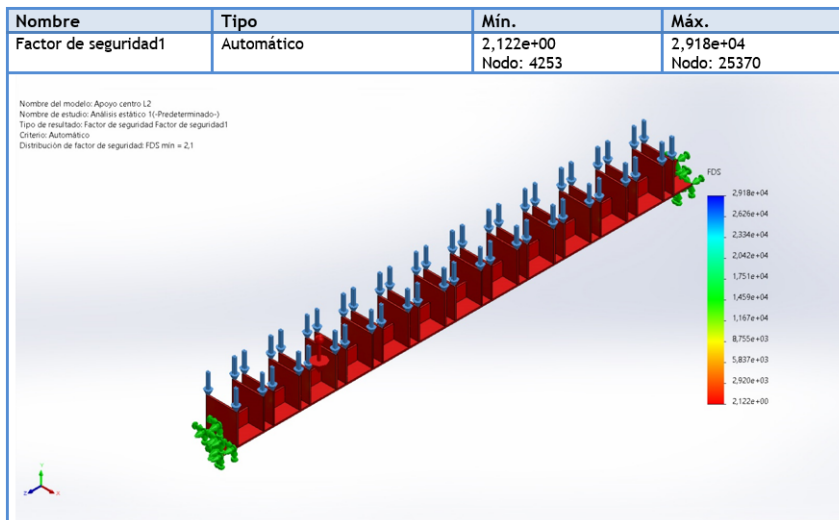 Nombre Tipo Mín. Máx.
Factor de seguridad1 Automático 2,122e+00 2,918e+04
Nodo: 4253 Nodo: 25370
Nombre del modelo: Apoyo centro L2
Nombre de estudio: Análisis estático 1(-Predeterminado-)
Tipo de resultado: Factor de seguridad Factor de seguridad1
Criterio: Automático
Distribución de factor de seguridad: FDS mín = 2,1
FDS
2,918e+04
2,626e+04
2,334e+04
2,042e+04
1,751e+04
1,459e+04
1,167e+04
8,755e+03
5,837e+03
2,920e+03
2,122e+00
Y
Z X